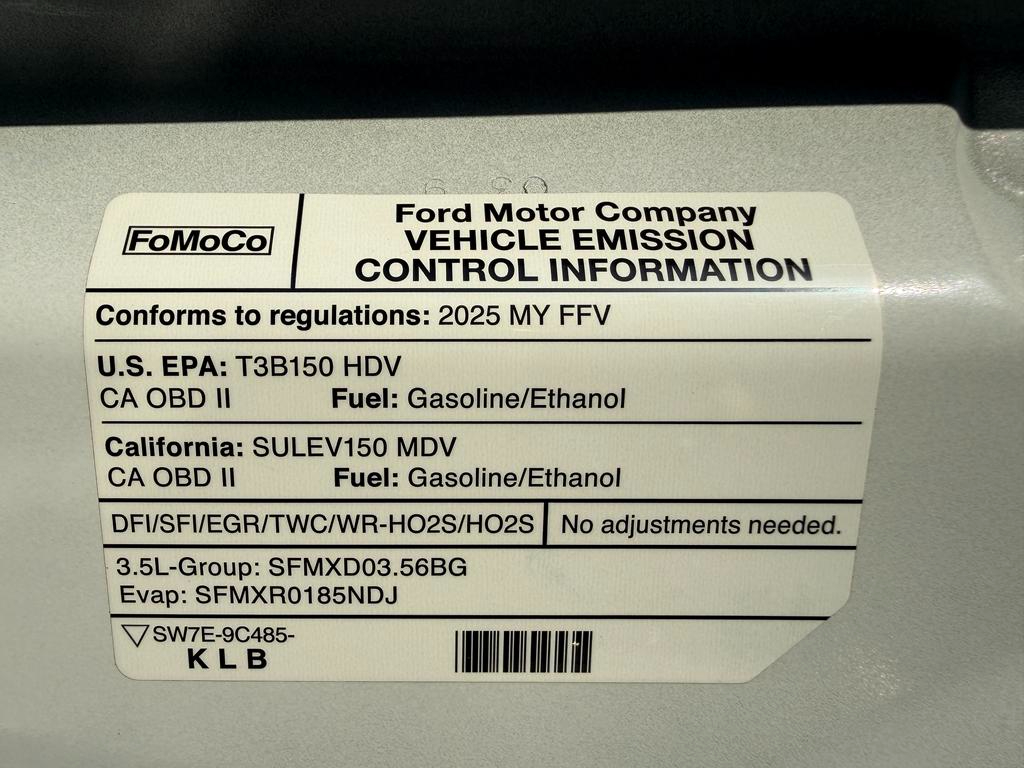 FoMoCo
Ford Motor Company
VEHICLE EMISSION
CONTROL INFORMATION
Conforms to regulations: 2025 MY FFV
U.S. EPA: T3B150 HDV
CA OBD II Fuel: Gasoline/Ethanol
California: SULEV150 MDV
CA OBD II Fuel: Gasoline/Ethanol
DFI/SFI/EGR/TWC/WR-HO2S/HO2S No adjustments needed.
3.5L-Group: SFMXD03.56BG
Evap: SFMXR0185NDJ
SW7E-9C485-
K L B